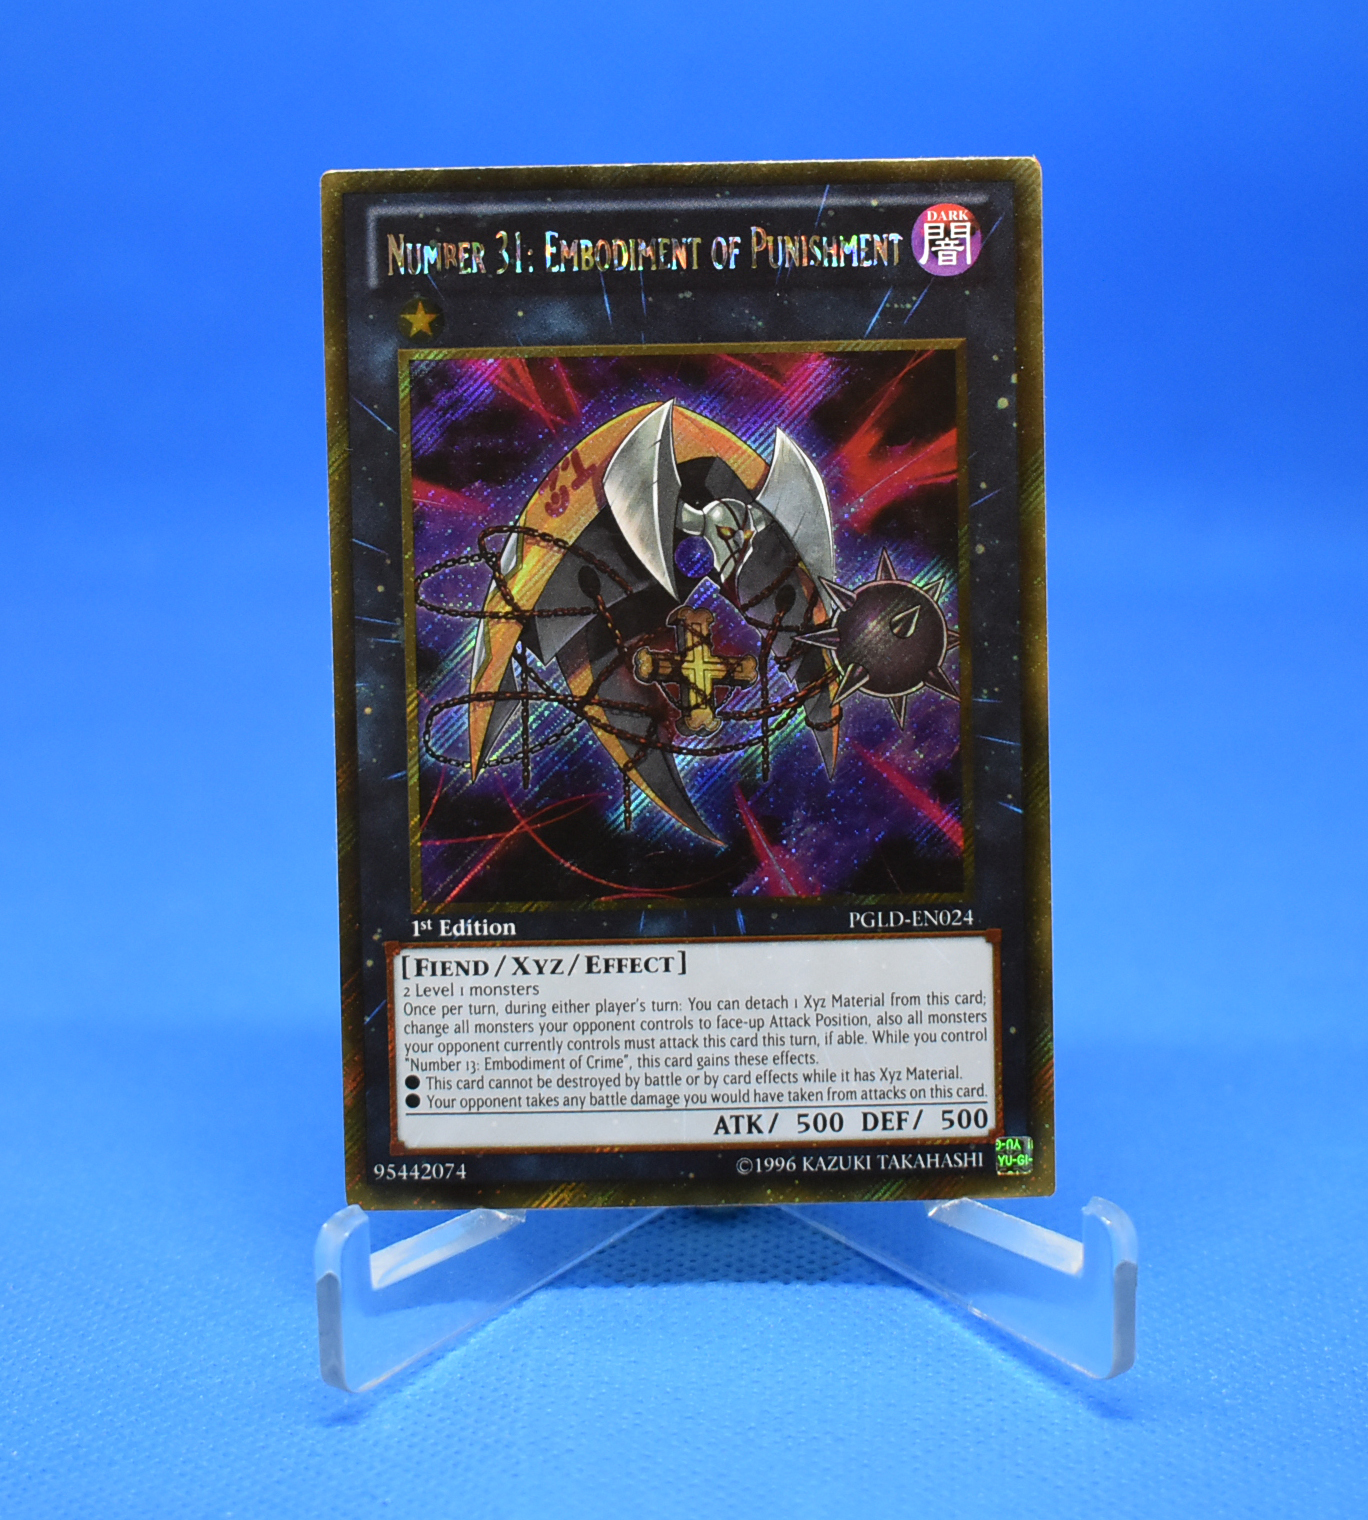 NUMBER 31: EMBODIMENT OF PUNISHMENT
DARK
闇
31
1st Edition
PGLD-EN024
[FIEND/XYZ/EFFECT]
2 Level 1 monsters
Once per turn, during either player's turn: You can detach 1 Xyz Material from this card;
change all monsters your opponent controls to face-up Attack Position, also all monsters
your opponent currently controls must attack this card this turn, if able. While you control
"Number 13: Embodiment of Crime", this card gains these effects.
● This card cannot be destroyed by battle or by card effects while it has Xyz Material.
● Your opponent takes any battle damage you would have taken from attacks on this card.
ATK/ 500 DEF/ 500
95442074
©1996 KAZUKI TAKAHASHI
YU-GI-